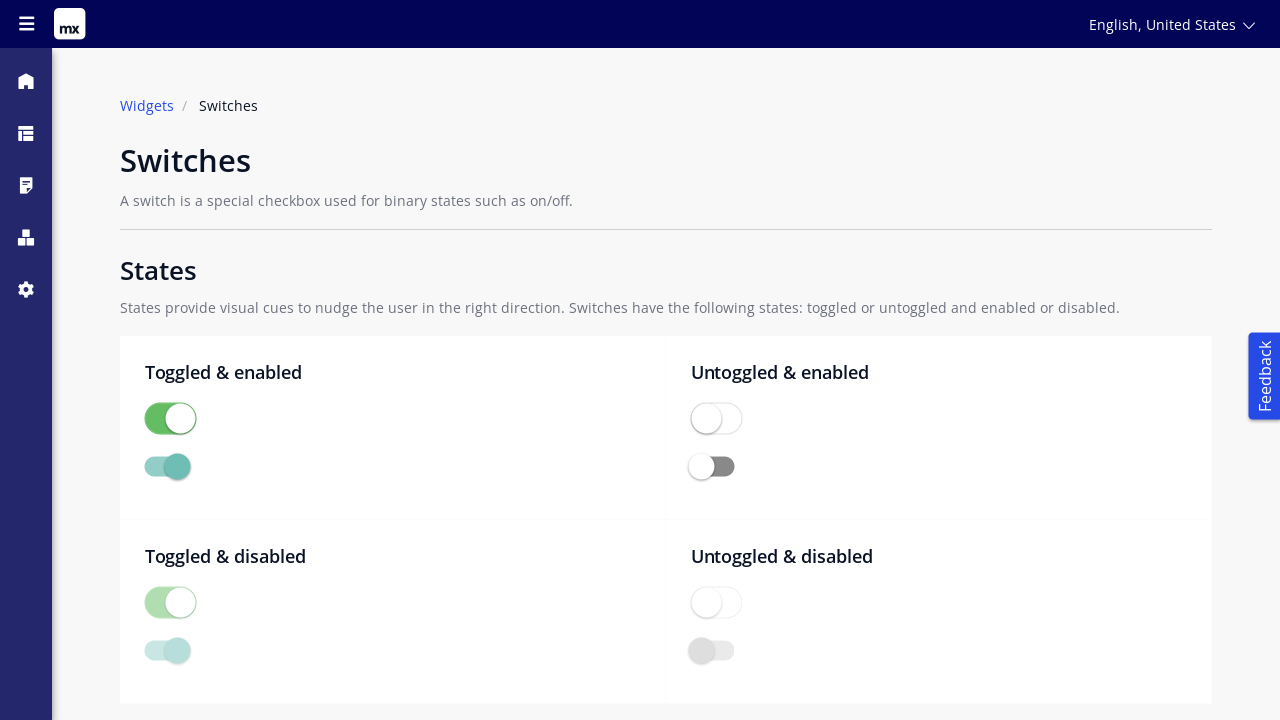 mx
English, United States
Widgets / Switches
Switches
A switch is a special checkbox used for binary states such as on/off.
States
States provide visual cues to nudge the user in the right direction. Switches have the following states: toggled or untoggled and enabled or disabled.
Toggled & enabled
Untoggled & enabled
Toggled & disabled
Untoggled & disabled
Feedback